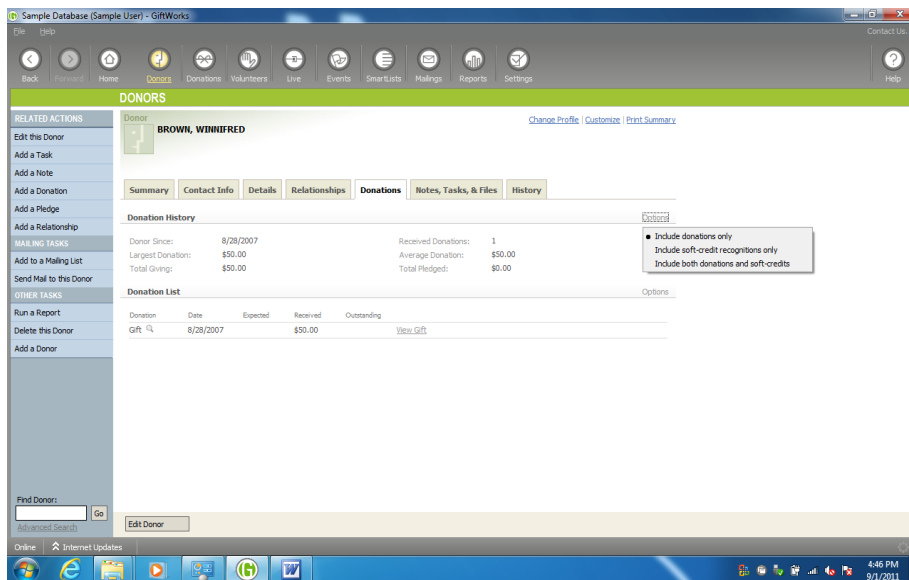 Sample Database (Sample User) - GiftWorks
File Help Contact Us.
Back Forward Home Donors Donations Volunteers Live Events SmartLists Mailings Reports Settings Help
DONORS
RELATED ACTIONS
Edit this Donor
Add a Task
Add a Note
Add a Donation
Add a Pledge
Add a Relationship
MAILING TASKS
Add to a Mailing List
Send Mail to this Donor
OTHER TASKS
Run a Report
Delete this Donor
Add a Donor
Find Donor:
Go
Advanced Search
Donor
BROWN, WINNIFRED
Change Profile | Customize | Print Summary
Summary Contact Info Details Relationships Donations Notes, Tasks, & Files History
Donation History Options
Include donations only
Include soft-credit recognitions only
Include both donations and soft-credits
Donor Since: 8/28/2007 Received Donations: 1
Largest Donation: $50.00 Average Donation: $50.00
Total Giving: $50.00 Total Pledged: $0.00
Donation List Options
Donation Date Expected Received Outstanding
Gift 8/28/2007 $50.00 View Gift
Edit Donor
Online Internet Updates
4:46 PM
9/1/2011